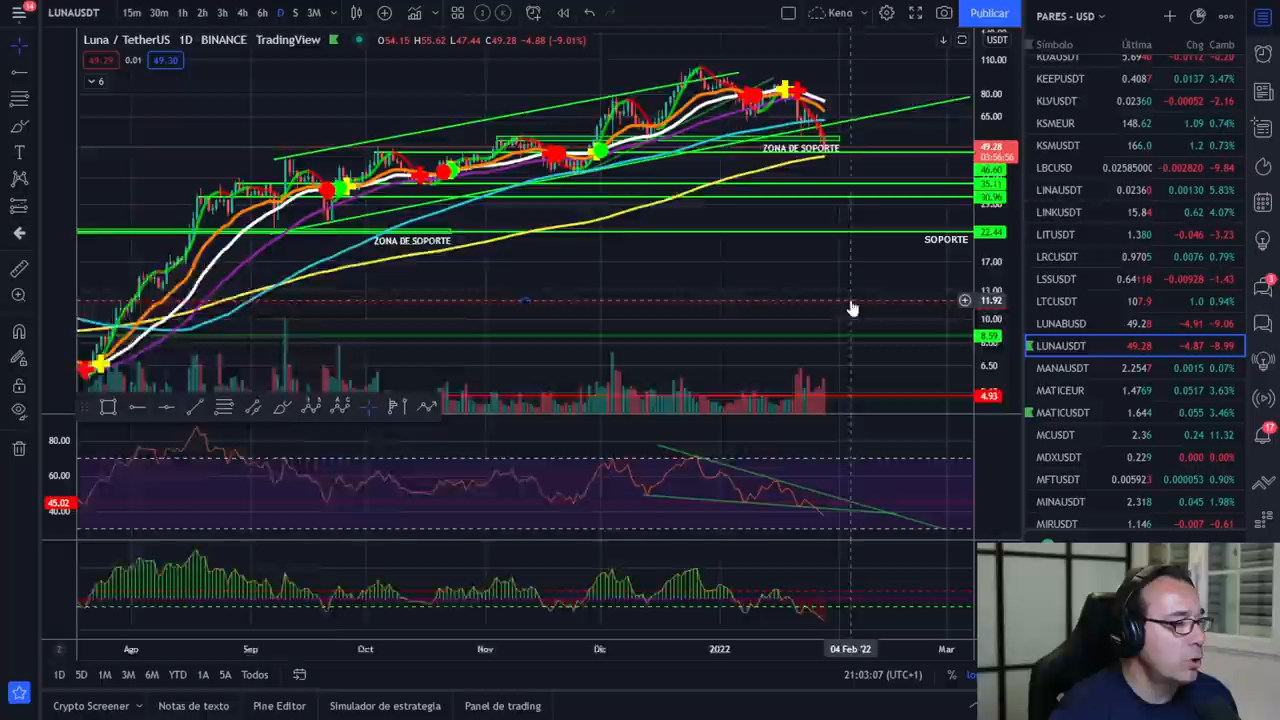 14
LUNAUSDT 15m 30m 1h 2h 3h 4h 6h D S 3M Keno Publicar
Luna / TetherUS 1D BINANCE TradingView O54.15 H55.62 L47.44 C49.28 -4.88 (-9.01%)
49.29 0.01 49.30
6
USDT
110.00
80.00
65.00
49.28
03:56:56
46.60
35.11
30.96
22.44
17.00
13.00
11.92
10.00
8.59
6.50
4.93
ZONA DE SOPORTE
ZONA DE SOPORTE
SOPORTE
80.00
60.00
45.02
40.00
Ago Sep Oct Nov Dic 2022 04 Feb '22 Mar
1D 5D 1M 3M 6M YTD 1A 5A Todos 21:03:07 (UTC+1) %
Crypto Screener Notas de texto Pine Editor Simulador de estrategia Panel de trading
PARES - USD
Símbolo Última Chg Camb
KDAUSDT
KEEPUSDT 0.4087 0.0137 3.47%
KLVUSDT 0.02360 -0.00052 -2.16
KSMEUR 148.62 1.09 0.74%
KSMUSDT 166.0 1.2 0.73%
LBCUSD 0.02585000 -0.002820 -9.84
LINAUSDT 0.02360 0.00130 5.83%
LINKUSDT 15.84 0.62 4.07%
LITUSDT 1.380 -0.046 -3.23
LRCUSDT 0.9705 0.0076 0.79%
LSSUSDT 0.64118 -0.00928 -1.43
LTCUSDT 107.9 1.0 0.94%
LUNABUSD 49.28 -4.91 -9.06
LUNAUSDT 49.28 -4.87 -8.99
MANAUSDT 2.2547 0.0015 0.07%
MATICEUR 1.4769 0.0517 3.63%
MATICUSDT 1.644 0.055 3.46%
MCUSDT 2.36 0.24 11.32
MDXUSDT 0.229 0.000 0.00%
MFTUSDT 0.005923 0.000053 0.90%
MINAUSDT 2.318 0.045 1.98%
MIRUSDT 1.146 -0.007 -0.61
3
17